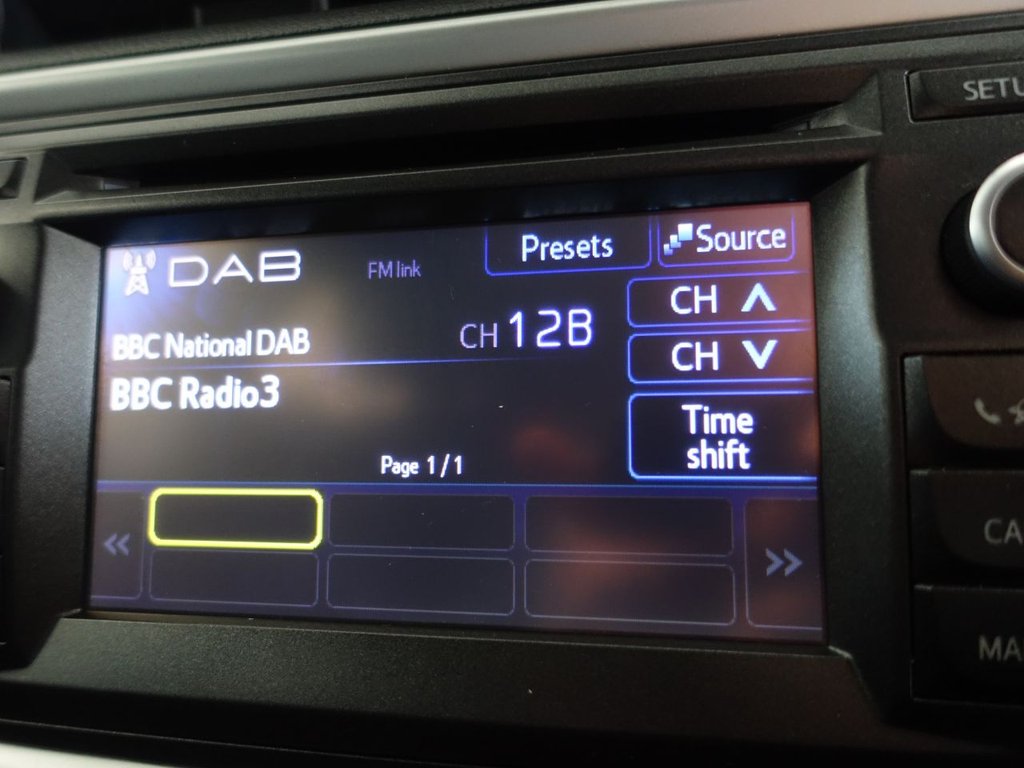 SETU
DAB
FM link
Presets
Source
BBC National DAB
CH 12B
CH
CH
BBC Radio3
Time
shift
Page 1/1
CA
MA